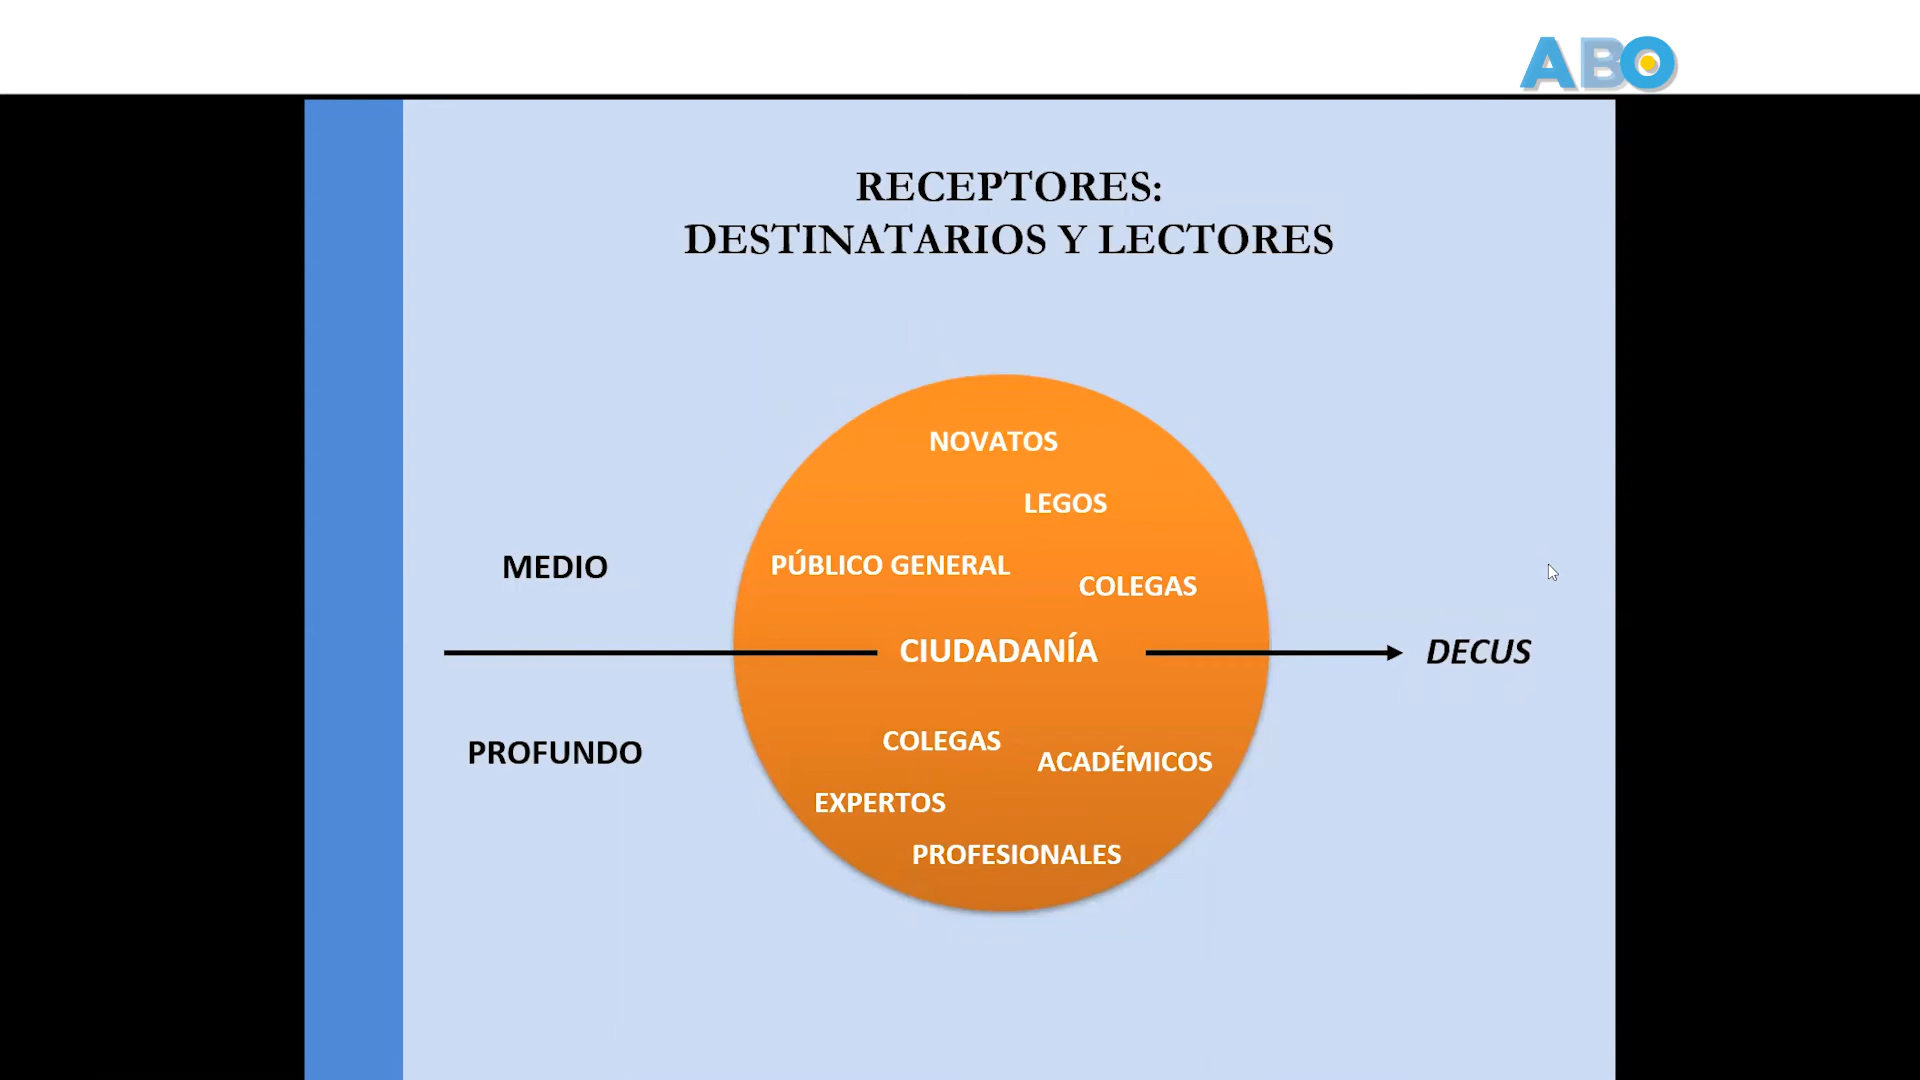 ABO
RECEPTORES:
DESTINATARIOS Y LECTORES
NOVATOS
LEGOS
MEDIO
PÚBLICO GENERAL
COLEGAS
CIUDADANÍA
DECUS
PROFUNDO
COLEGAS
ACADÉMICOS
EXPERTOS
PROFESIONALES